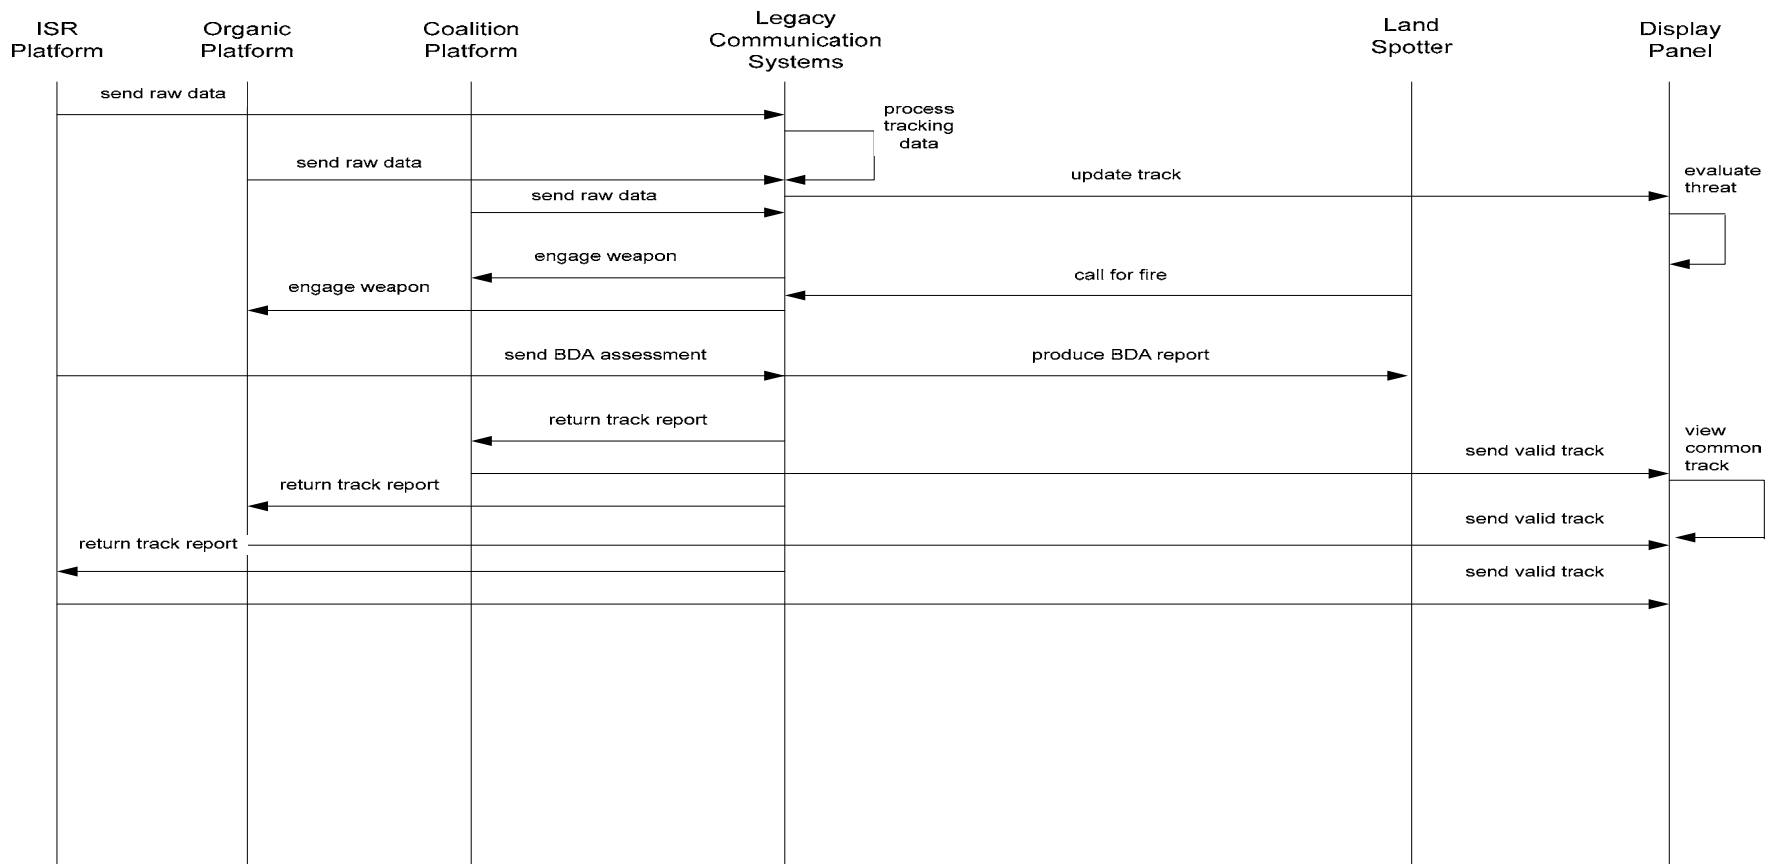 ISR
Platform
Organic
Platform
Coalition
Platform
Legacy
Communication
Systems
Land
Spotter
Display
Panel
send raw data
process
tracking
data
send raw data
update track
evaluate
threat
send raw data
engage weapon
call for fire
engage weapon
send BDA assessment
produce BDA report
return track report
view
common
track
send valid track
return track report
send valid track
return track report
send valid track